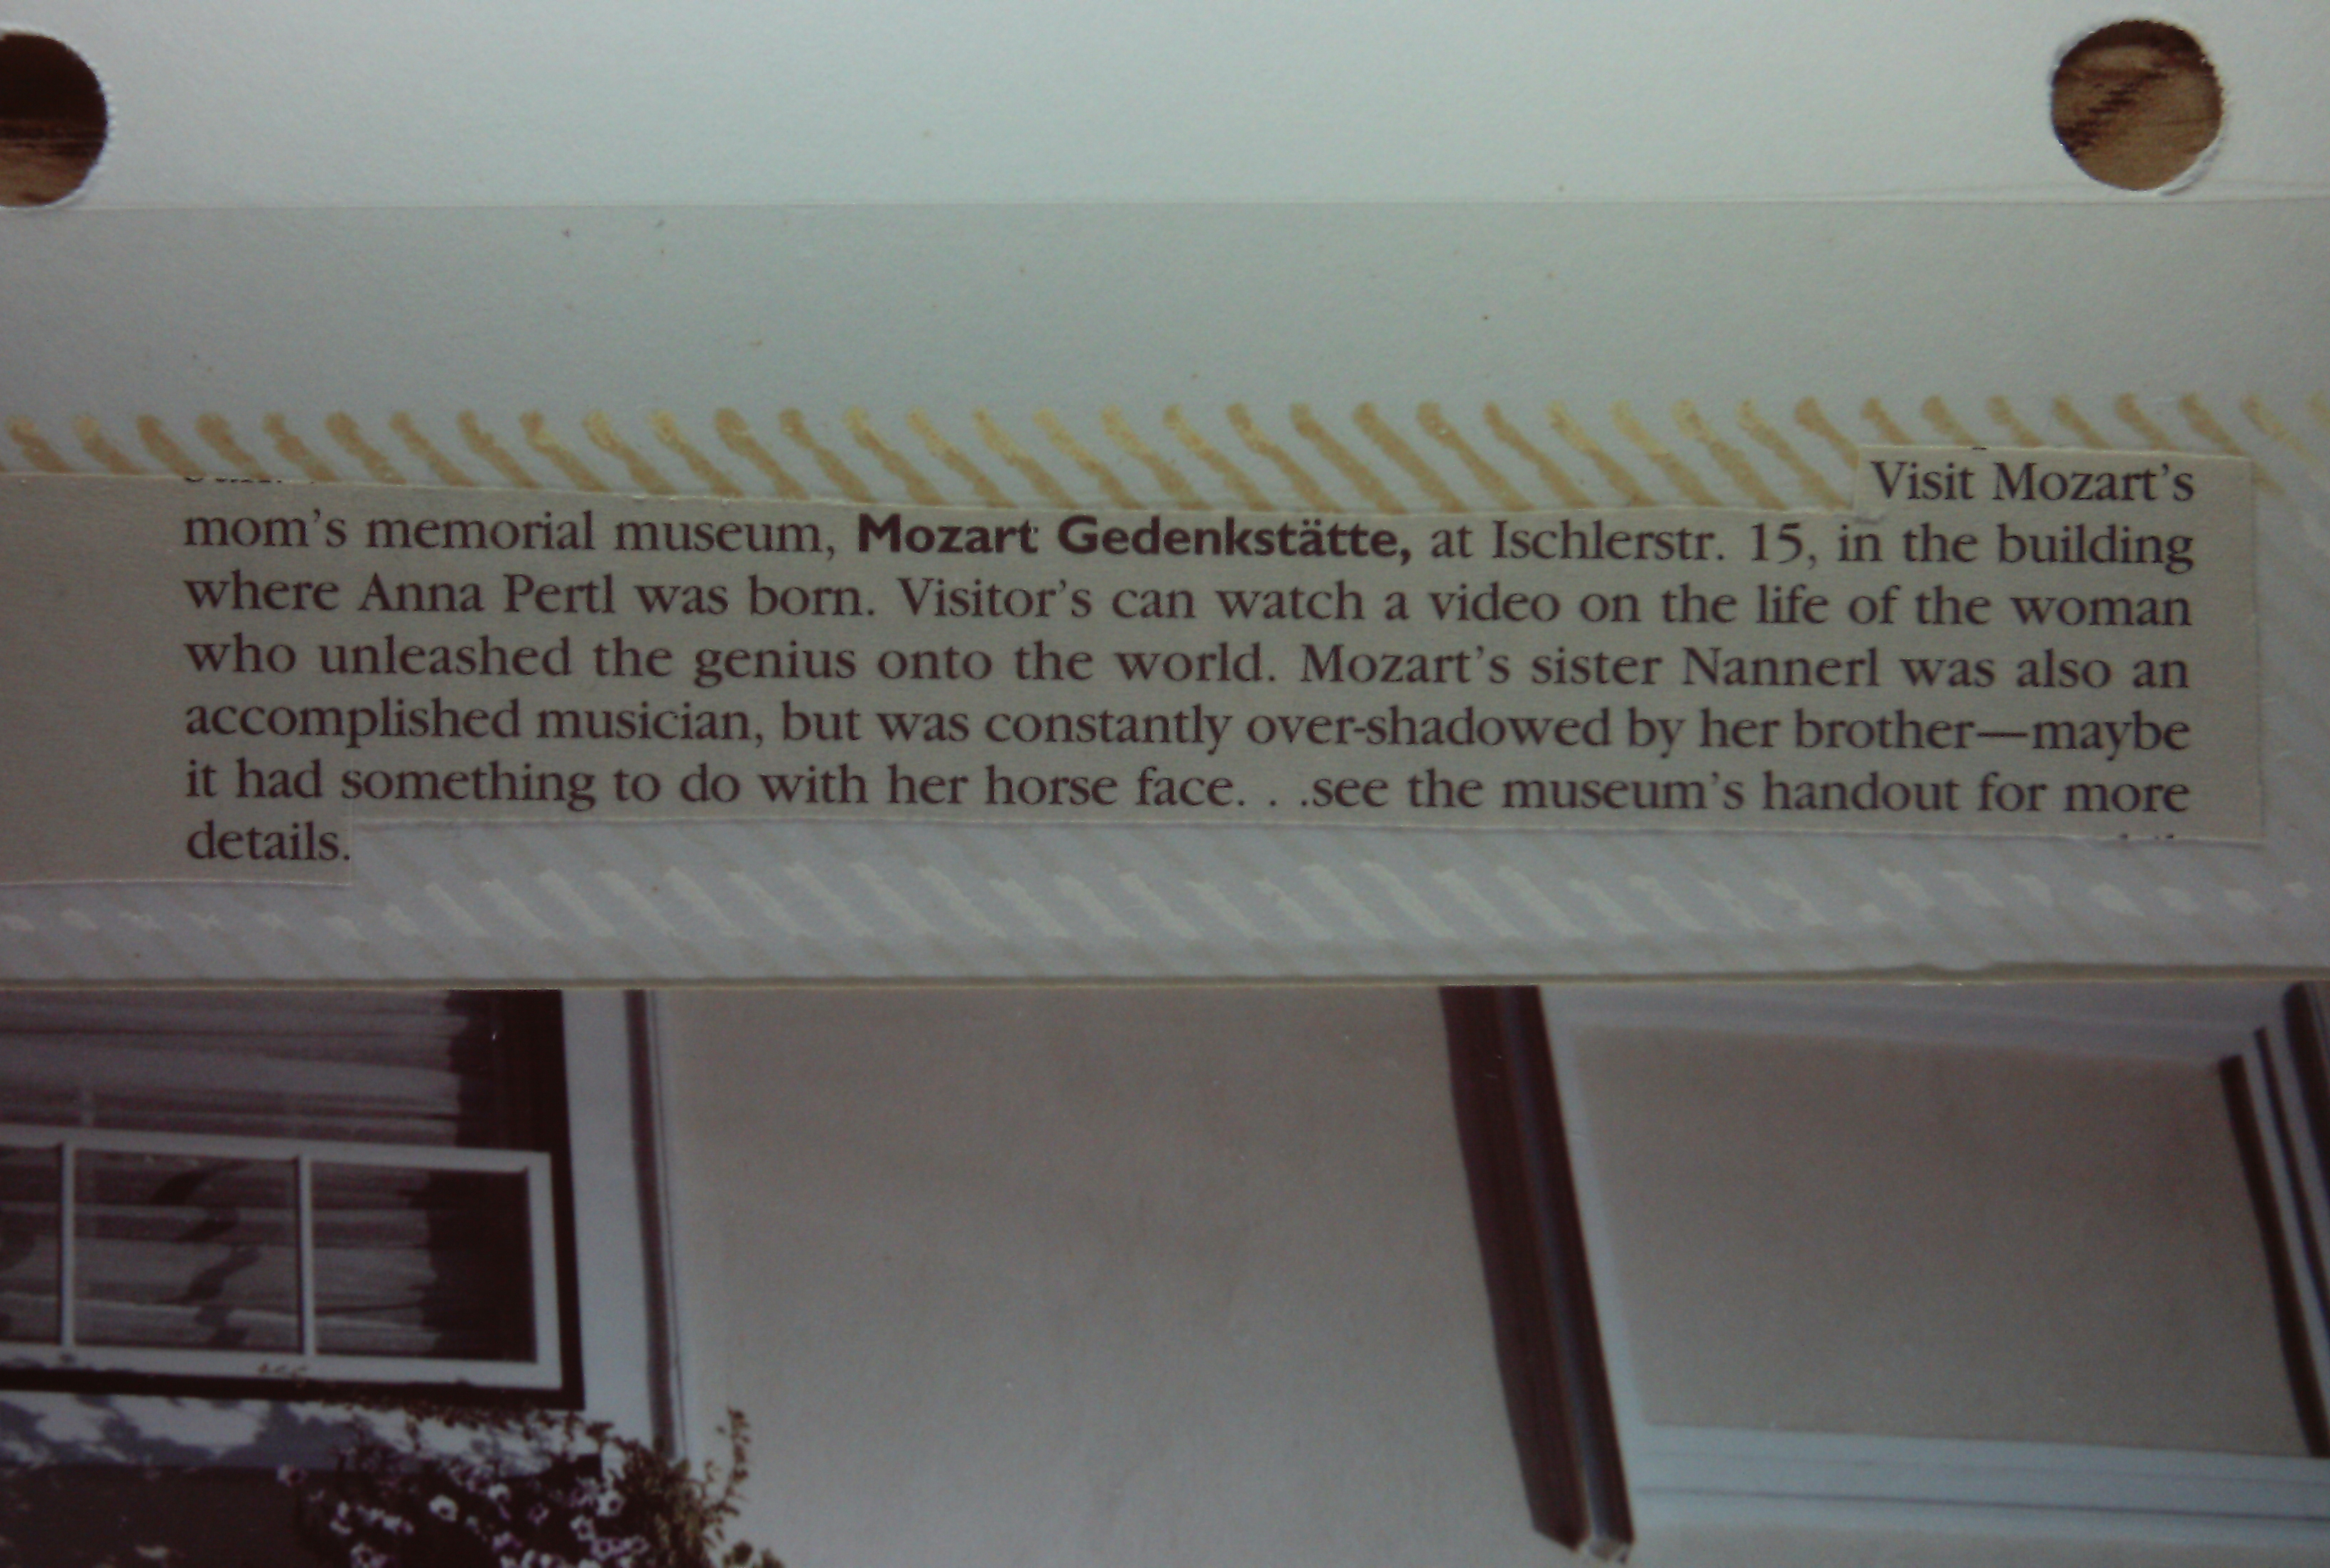 Visit Mozart's
mom's memorial museum, Mozart Gedenkstätte, at Ischlerstr. 15, in the building
where Anna Pertl was born. Visitor's can watch a video on the life of the woman
who unleashed the genius onto the world. Mozart's sister Nannerl was also an
accomplished musician, but was constantly over-shadowed by her brother—maybe
it had something to do with her horse face. . .see the museum's handout for more
details.